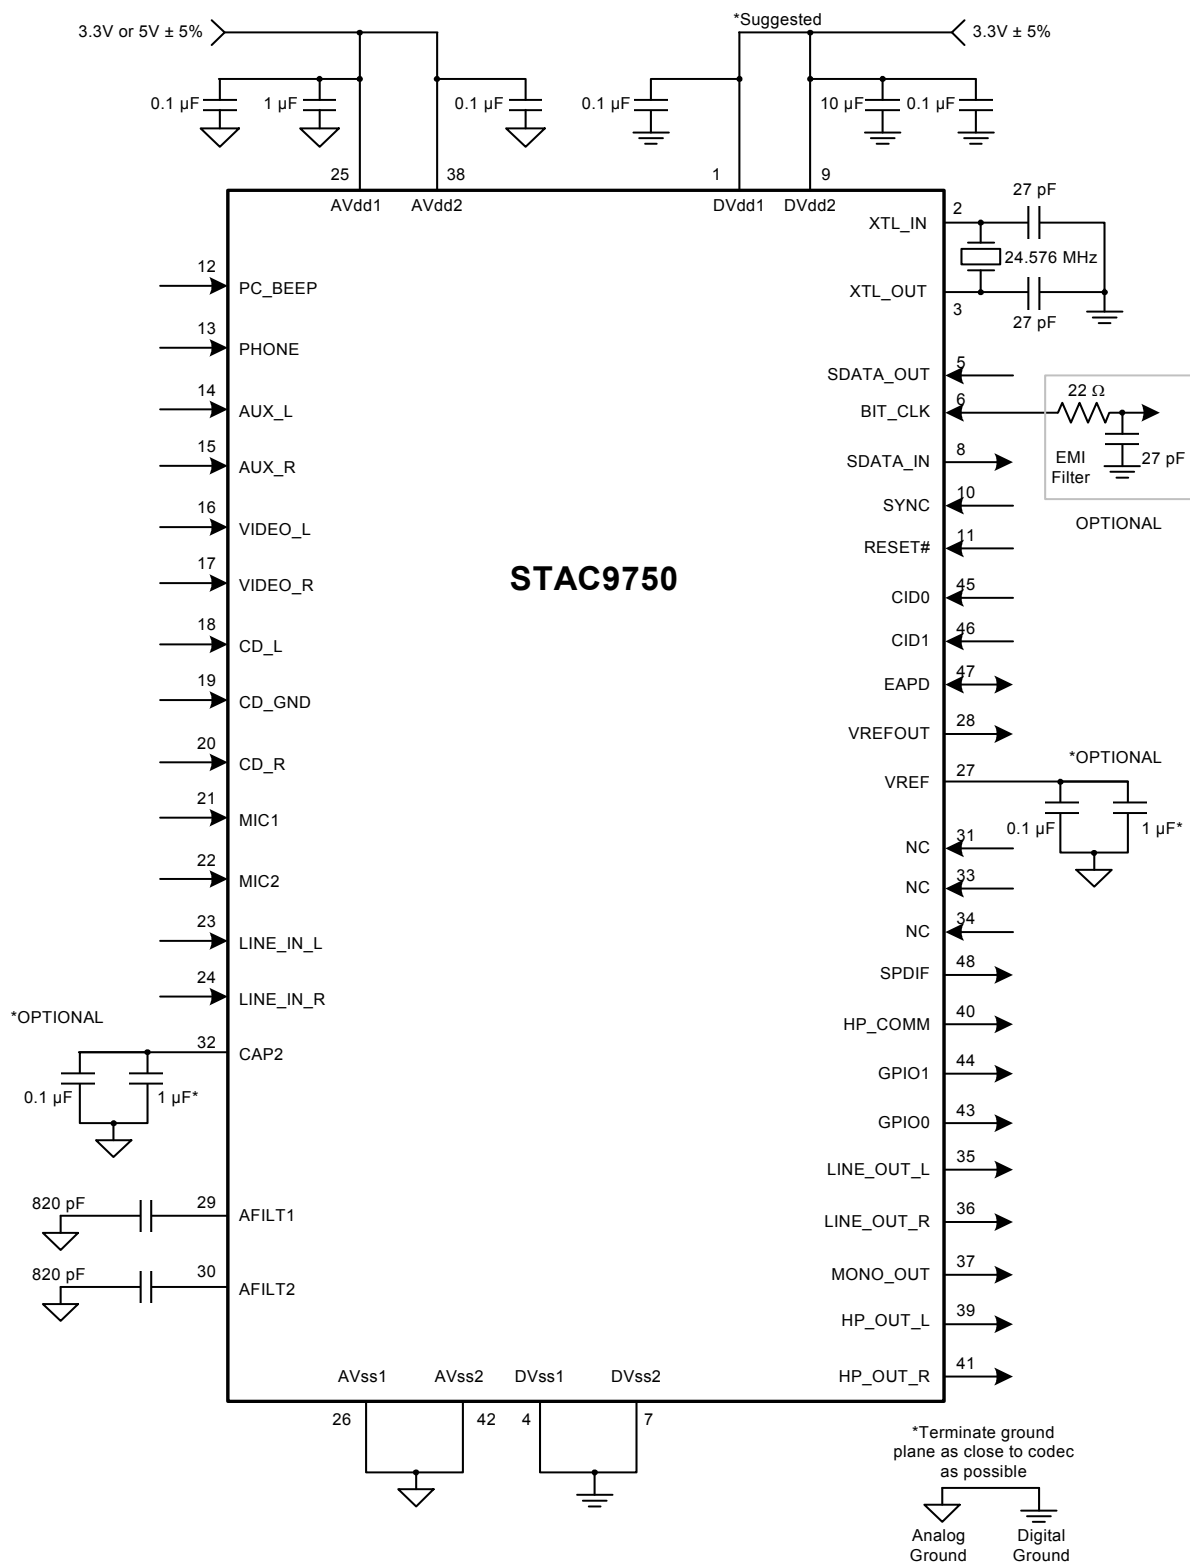 *Suggested
3.3V or 5V ± 5%
3.3V ± 5%
0.1 µF
1 µF
0.1 µF
0.1 µF
10 µF
0.1 µF
25
38
1
9
AVdd1
AVdd2
DVdd1
DVdd2
12
PC_BEEP
13
PHONE
14
AUX_L
15
AUX_R
16
VIDEO_L
17
VIDEO_R
18
CD_L
19
CD_GND
20
CD_R
21
MIC1
22
MIC2
23
LINE_IN_L
24
LINE_IN_R
*OPTIONAL
32
CAP2
0.1 µF
1 µF*
820 pF
29
AFILT1
820 pF
30
AFILT2
STAC9750
27 pF
XTL_IN
2
24.576 MHz
XTL_OUT
3
27 pF
SDATA_OUT
5
BIT_CLK
6
22 Ω
EMI
Filter
27 pF
OPTIONAL
SDATA_IN
8
SYNC
10
RESET#
11
CID0
45
CID1
46
EAPD
47
VREFOUT
28
*OPTIONAL
VREF
27
0.1 µF
1 µF*
NC
31
NC
33
NC
34
SPDIF
48
HP_COMM
40
GPIO1
44
GPIO0
43
LINE_OUT_L
35
LINE_OUT_R
36
MONO_OUT
37
HP_OUT_L
39
HP_OUT_R
41
AVss1
AVss2
DVss1
DVss2
26
42
4
7
*Terminate ground
plane as close to codec
as possible
Analog
Ground
Digital
Ground